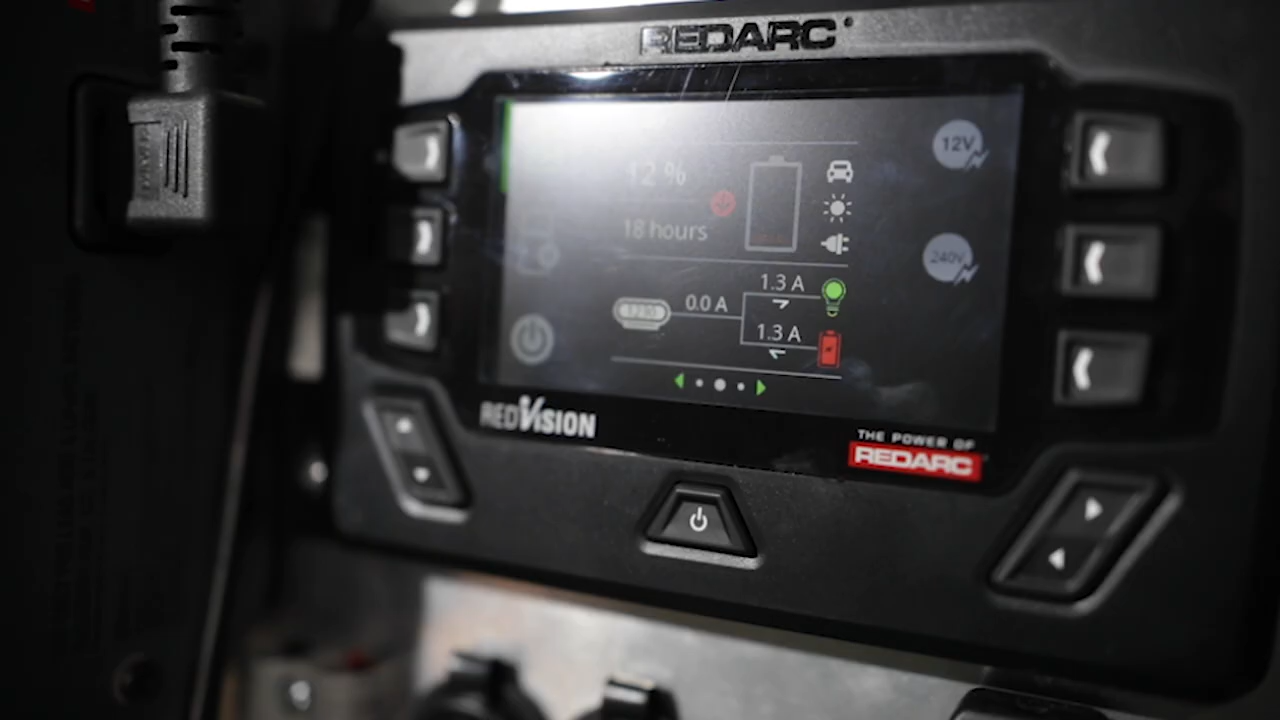 REDARC
12V
12 %
18 hours
240V
1.3 A
0.0 A
1.3 A
REDVISION
THE POWER OF
REDARC